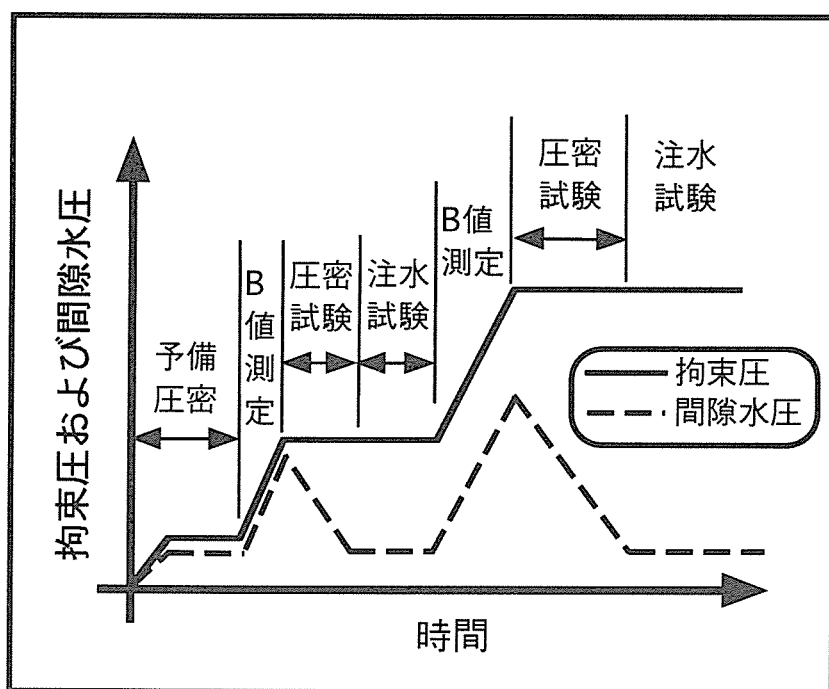 拘束圧および間隙水圧
予備
圧密
B
値
測
定
圧密
試験
注水
試験
B値
測定
圧密
試験
注水
試験
拘束圧
間隙水圧
時間